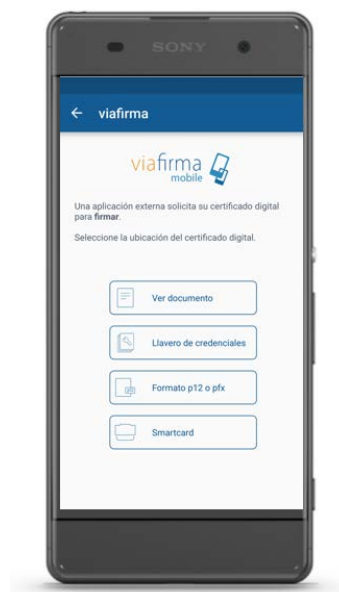 SONY
← viafirma
viafirma
mobile
Una aplicación externa solicita su certificado digital
para firmar.
Seleccione la ubicación del certificado digital.
Ver documento
Llavero de credenciales
Formato p12 o pfx
Smartcard